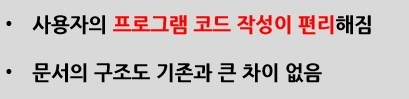 • 사용자의 프로그램 코드 작성이 편리해짐
• 문서의 구조도 기존과 큰 차이 없음